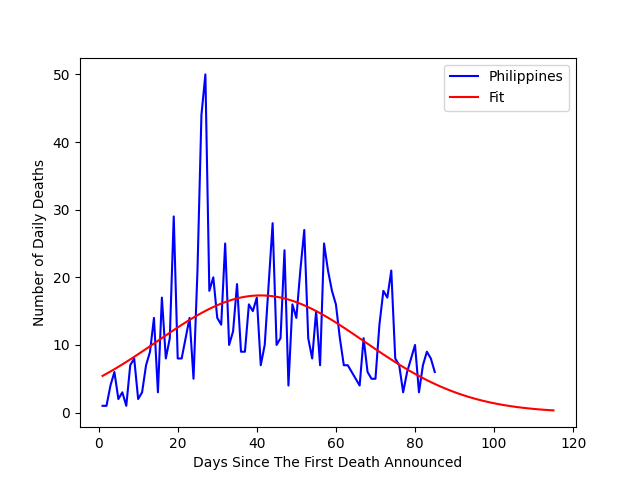 Philippines
Fit
50
40
30
20
10
0
Number of Daily Deaths
0 20 40 60 80 100 120
Days Since The First Death Announced